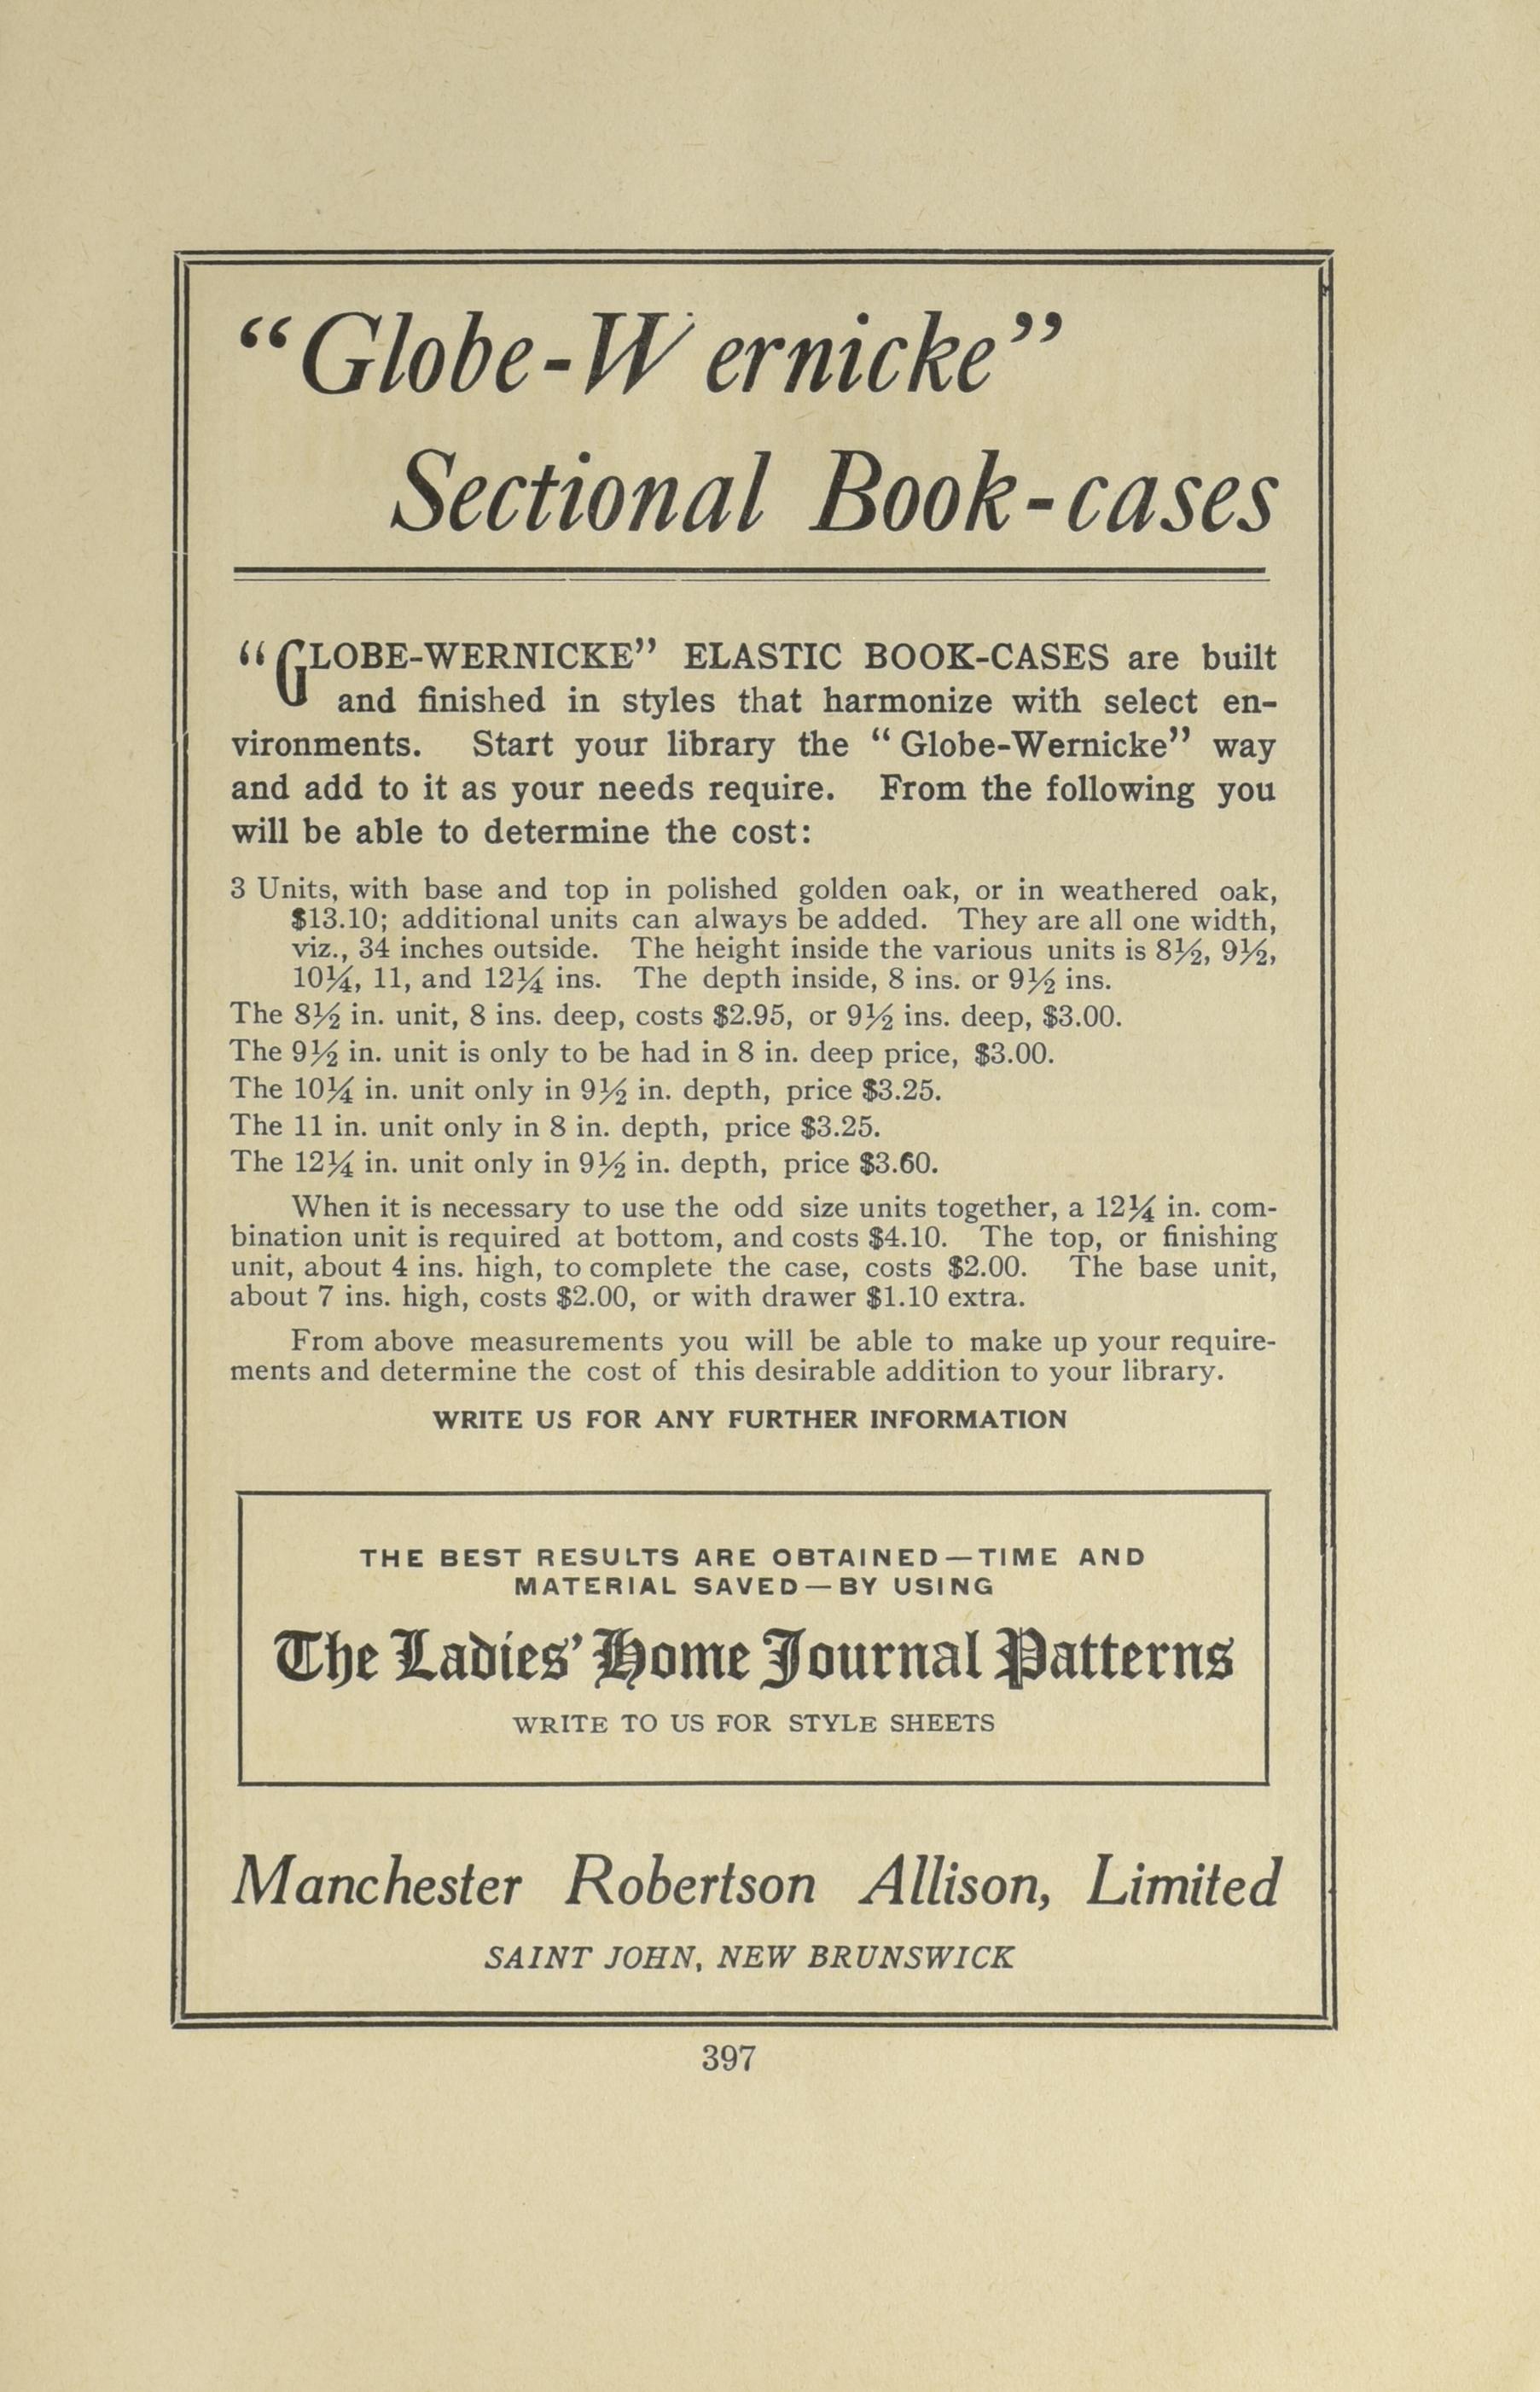 “Globe-Wernicke”
Sectional Book-cases
“GLOBE-WERNICKE” ELASTIC BOOK-CASES are built
and finished in styles that harmonize with select en-
vironments. Start your library the “Globe-Wernicke” way
and add to it as your needs require. From the following you
will be able to determine the cost:
3 Units, with base and top in polished golden oak, or in weathered oak,
$13.10; additional units can always be added. They are all one width,
viz., 34 inches outside. The height inside the various units is 8½, 9½,
10¼, 11, and 12¼ ins. The depth inside, 8 ins. or 9½ ins.
The 8½ in. unit, 8 ins. deep, costs $2.95, or 9½ ins. deep, $3.00.
The 9½ in. unit is only to be had in 8 in. deep price, $3.00.
The 10¼ in. unit only in 9½ in. depth, price $3.25.
The 11 in. unit only in 8 in. depth, price $3.25.
The 12¼ in. unit only in 9½ in. depth, price $3.60.
When it is necessary to use the odd size units together, a 12¼ in. com-
bination unit is required at bottom, and costs $4.10. The top, or finishing
unit, about 4 ins. high, to complete the case, costs $2.00. The base unit,
about 7 ins. high, costs $2.00, or with drawer $1.10 extra.
From above measurements you will be able to make up your require-
ments and determine the cost of this desirable addition to your library.
WRITE US FOR ANY FURTHER INFORMATION
THE BEST RESULTS ARE OBTAINED—TIME AND
MATERIAL SAVED—BY USING
The Ladies’ Home Journal Patterns
WRITE TO US FOR STYLE SHEETS
Manchester Robertson Allison, Limited
SAINT JOHN, NEW BRUNSWICK
397